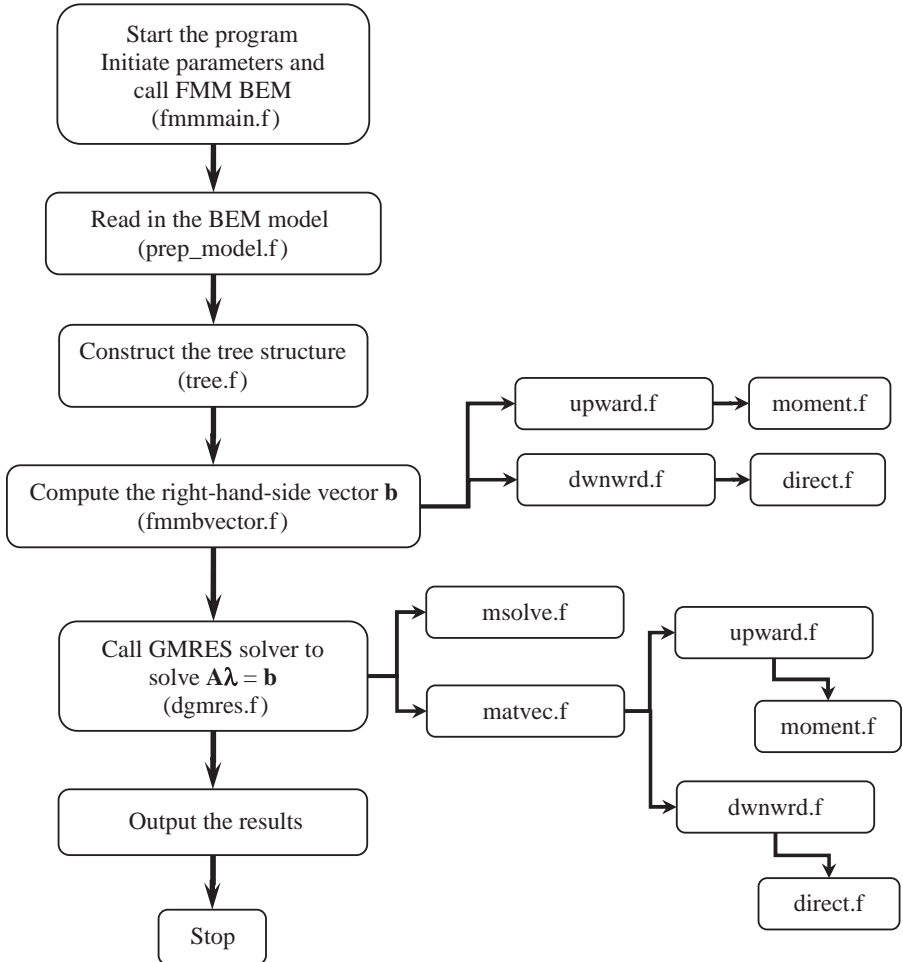 Start the program
Initiate parameters and
call FMM BEM
(fmmmain.f)
Read in the BEM model
(prep_model.f)
Construct the tree structure
(tree.f)
upward.f
moment.f
Compute the right-hand-side vector b
(fmmbvector.f)
dwnwrd.f
direct.f
Call GMRES solver to
solve Aλ = b
(dgmres.f)
msolve.f
matvec.f
upward.f
moment.f
dwnwrd.f
direct.f
Output the results
Stop